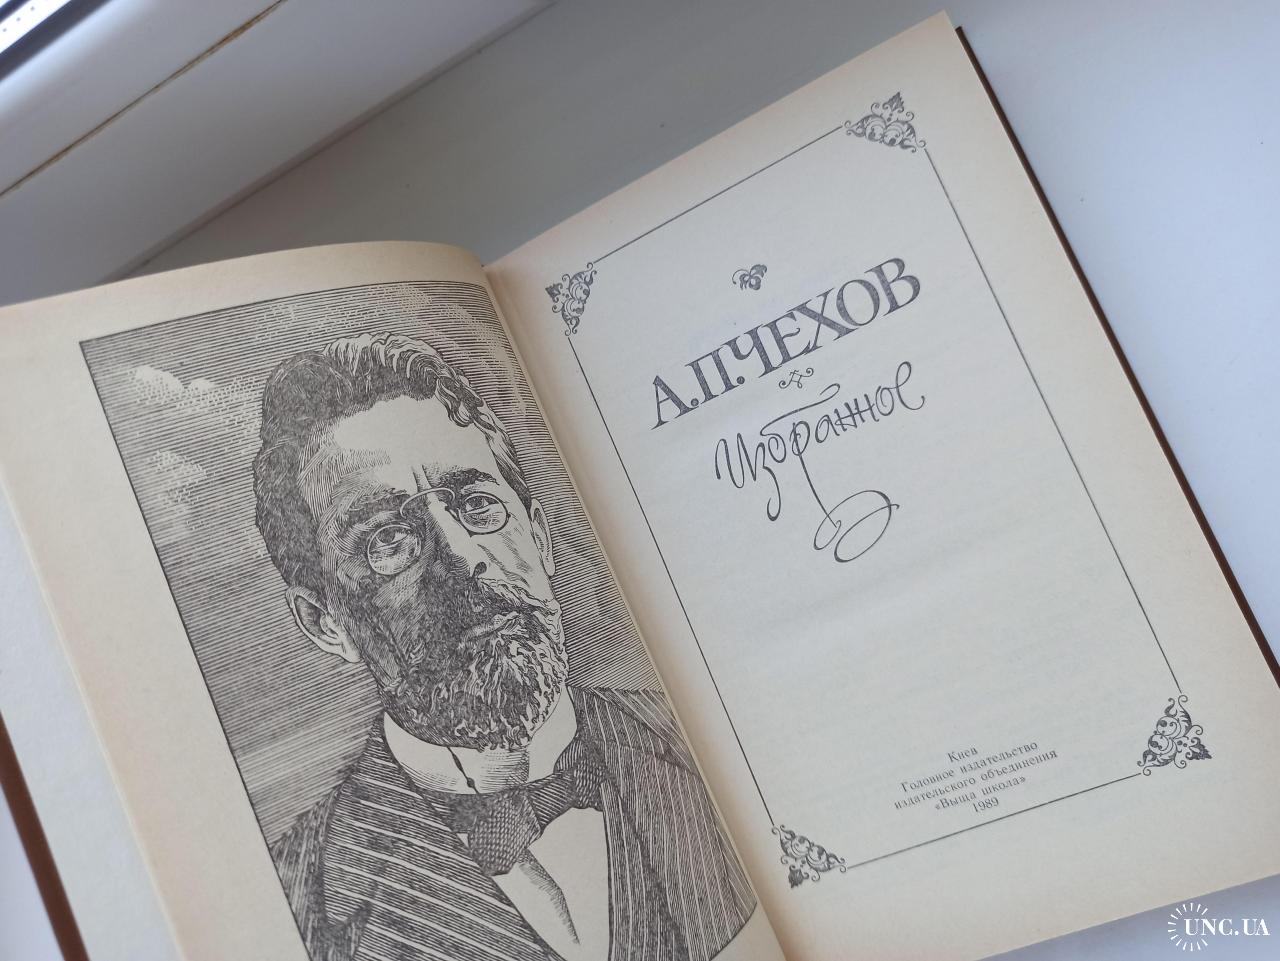 А.П.ЧЕХОВ
Избранное
Киев
Головное издательство
издательского объединения
«Выща школа»
1989
UNC.UA